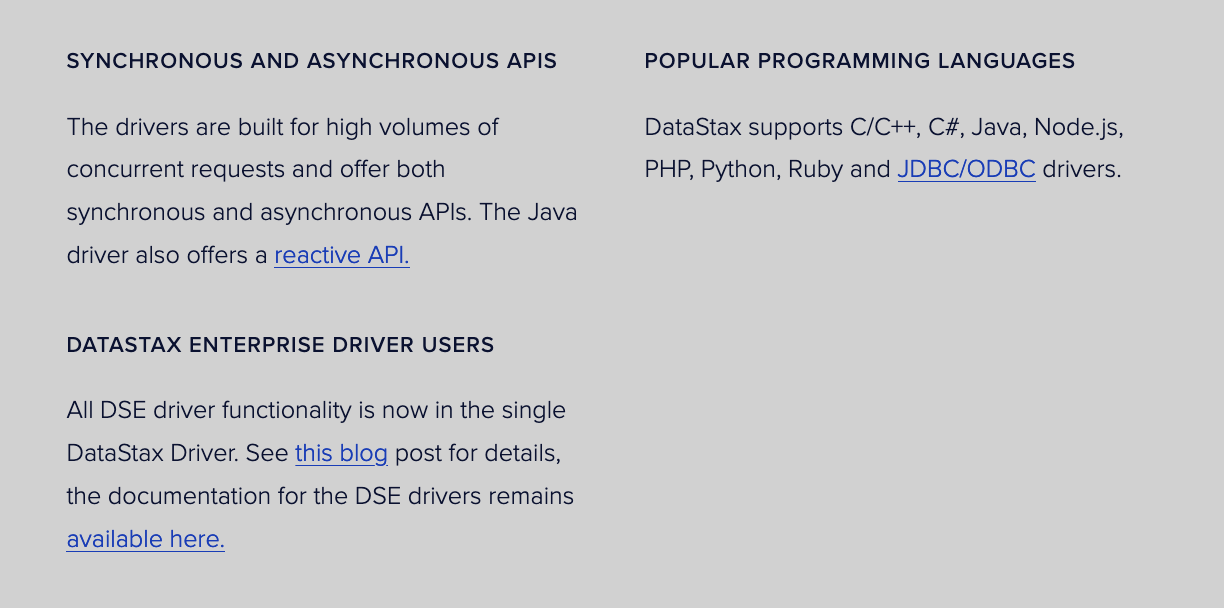 SYNCHRONOUS AND ASYNCHRONOUS APIS
The drivers are built for high volumes of
concurrent requests and offer both
synchronous and asynchronous APIs. The Java
driver also offers a reactive API.
POPULAR PROGRAMMING LANGUAGES
DataStax supports C/C++, C#, Java, Node.js,
PHP, Python, Ruby and JDBC/ODBC drivers.
DATASTAX ENTERPRISE DRIVER USERS
All DSE driver functionality is now in the single
DataStax Driver. See this blog post for details,
the documentation for the DSE drivers remains
available here.